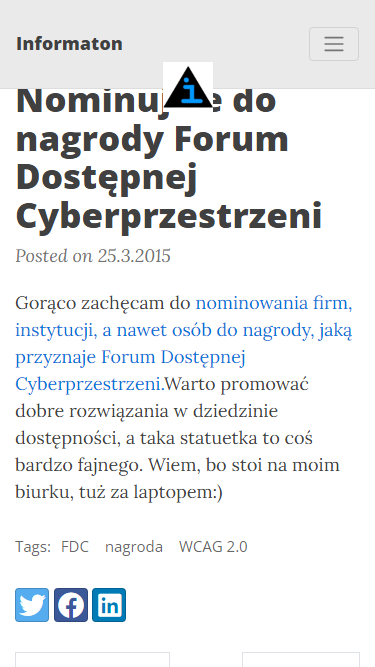 Informaton
do
nagrody Forum
Dostępnej
Cyberprzestrzeni
Posted on 25.3.2015
Gorąco zachęcam do nominowania firm,
instytucji, a nawet osób do nagrody, jaką
przyznaje Forum Dostępnej
Cyberprzestrzeni.Warto promować
dobre rozwiązania w dziedzinie
dostępności, a taka statuetka to coś
bardzo fajnego. Wiem, bo stoi na moim
biurku, tuż za laptopem:)
Tags: FDC nagroda WCAG 2.0